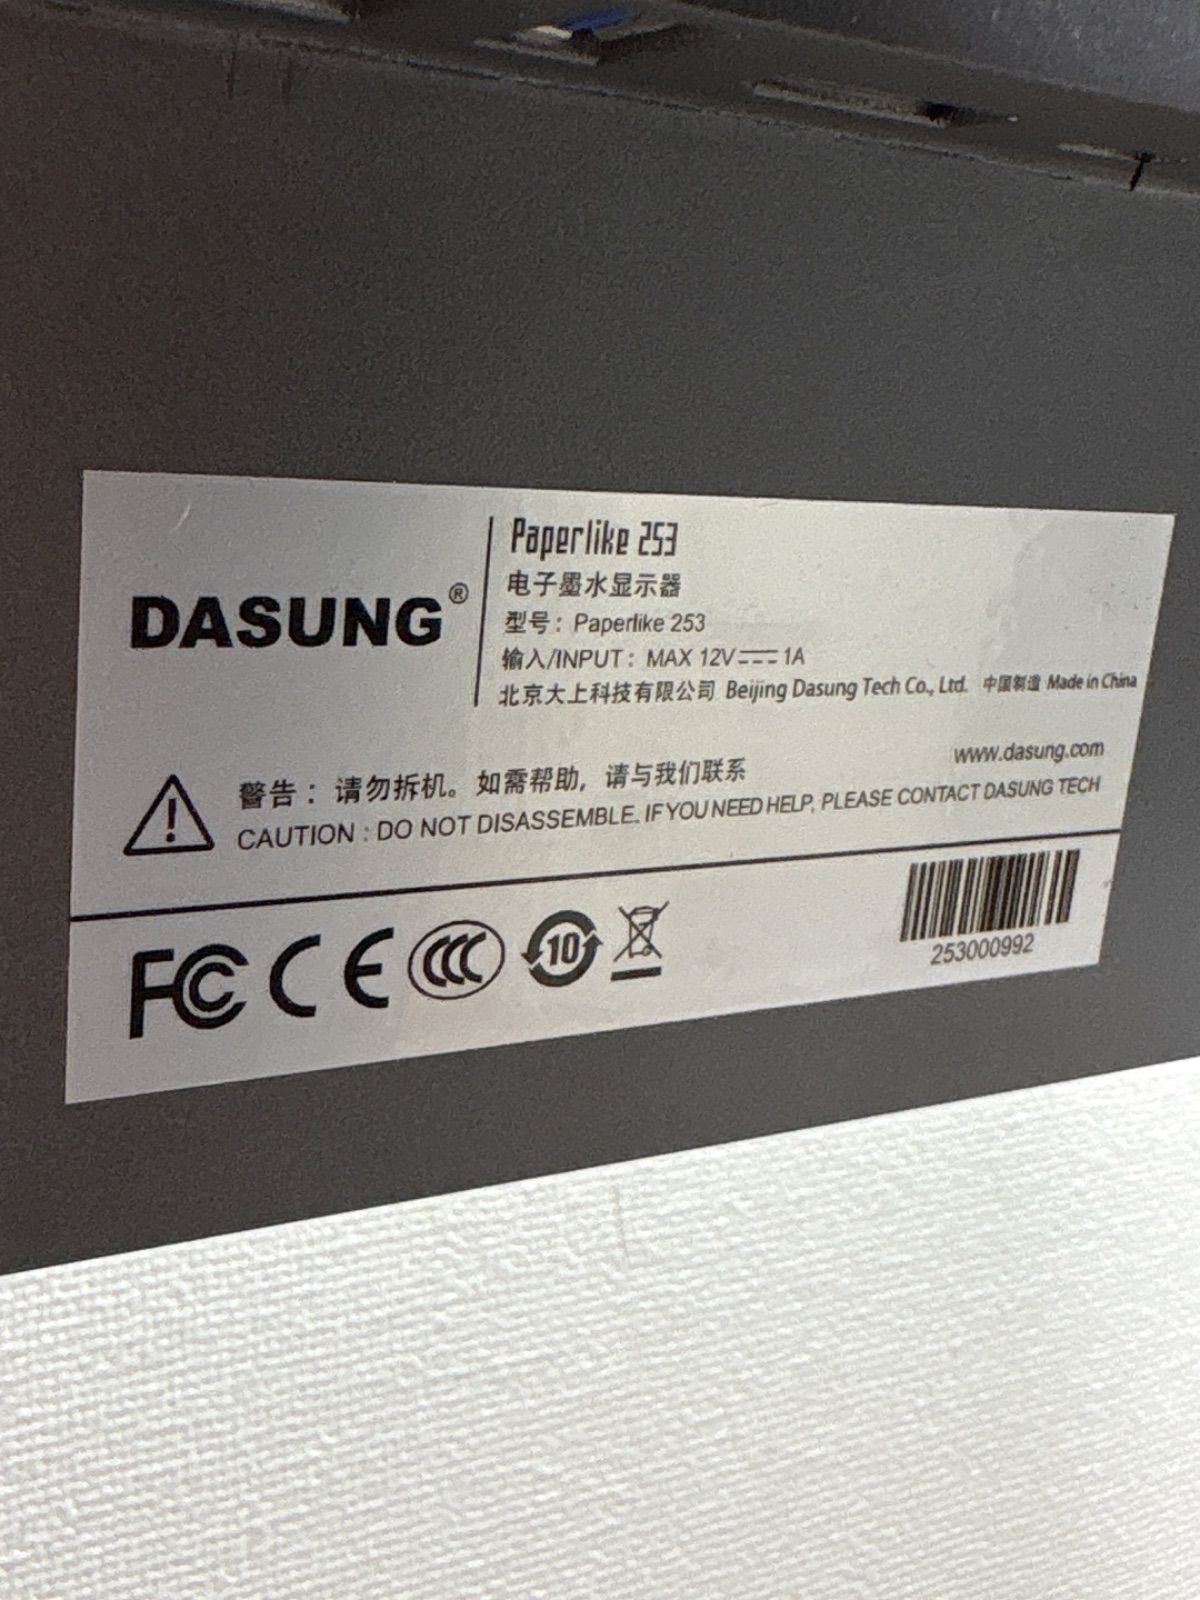 DASUNG®
Paperlike 253
电子墨水显示器
型号：Paperlike 253
输入/INPUT：MAX 12V⎓1A
北京大上科技有限公司 Beijing Dasung Tech Co., Ltd. 中国制造 Made in China
www.dasung.com
警告：请勿拆机。如需帮助，请与我们联系
CAUTION : DO NOT DISASSEMBLE. IF YOU NEED HELP, PLEASE CONTACT DASUNG TECH
FC CE CCC 10
253000992